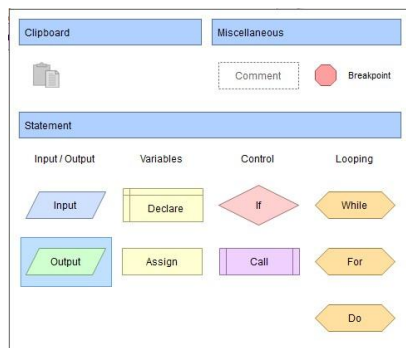 Clipboard
Miscellaneous
Comment
Breakpoint
Statement
Input / Output
Variables
Control
Looping
Input
Declare
If
While
Output
Assign
Call
For
Do